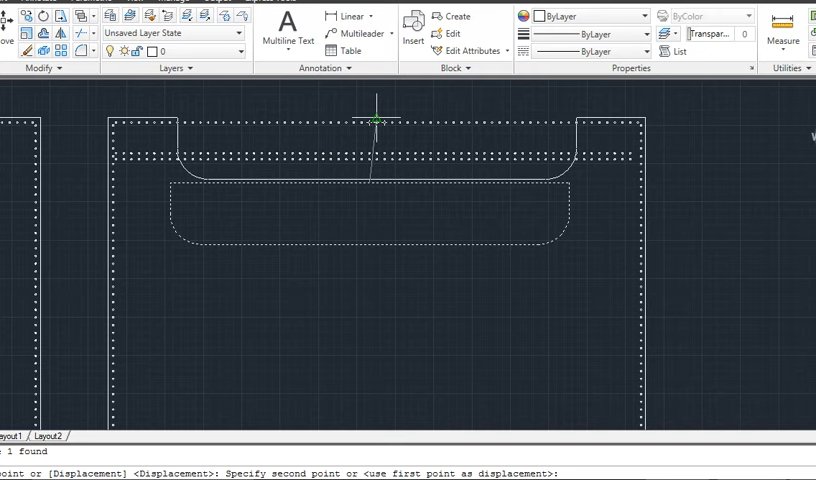 Create
Linear
Multileader
Table
A
Multiline Text
Insert
Edit
Edit Attributes
ByLayer
ByLayer
ByLayer
ByColor
Transpar...
0
List
Measure
Unsaved Layer State
0
Modify
Layers
Annotation
Block
Properties
Utilities
Layout2
e 1 found
point or [Displacement] <Displacement>: Specify second point or <use first point as displacement>: